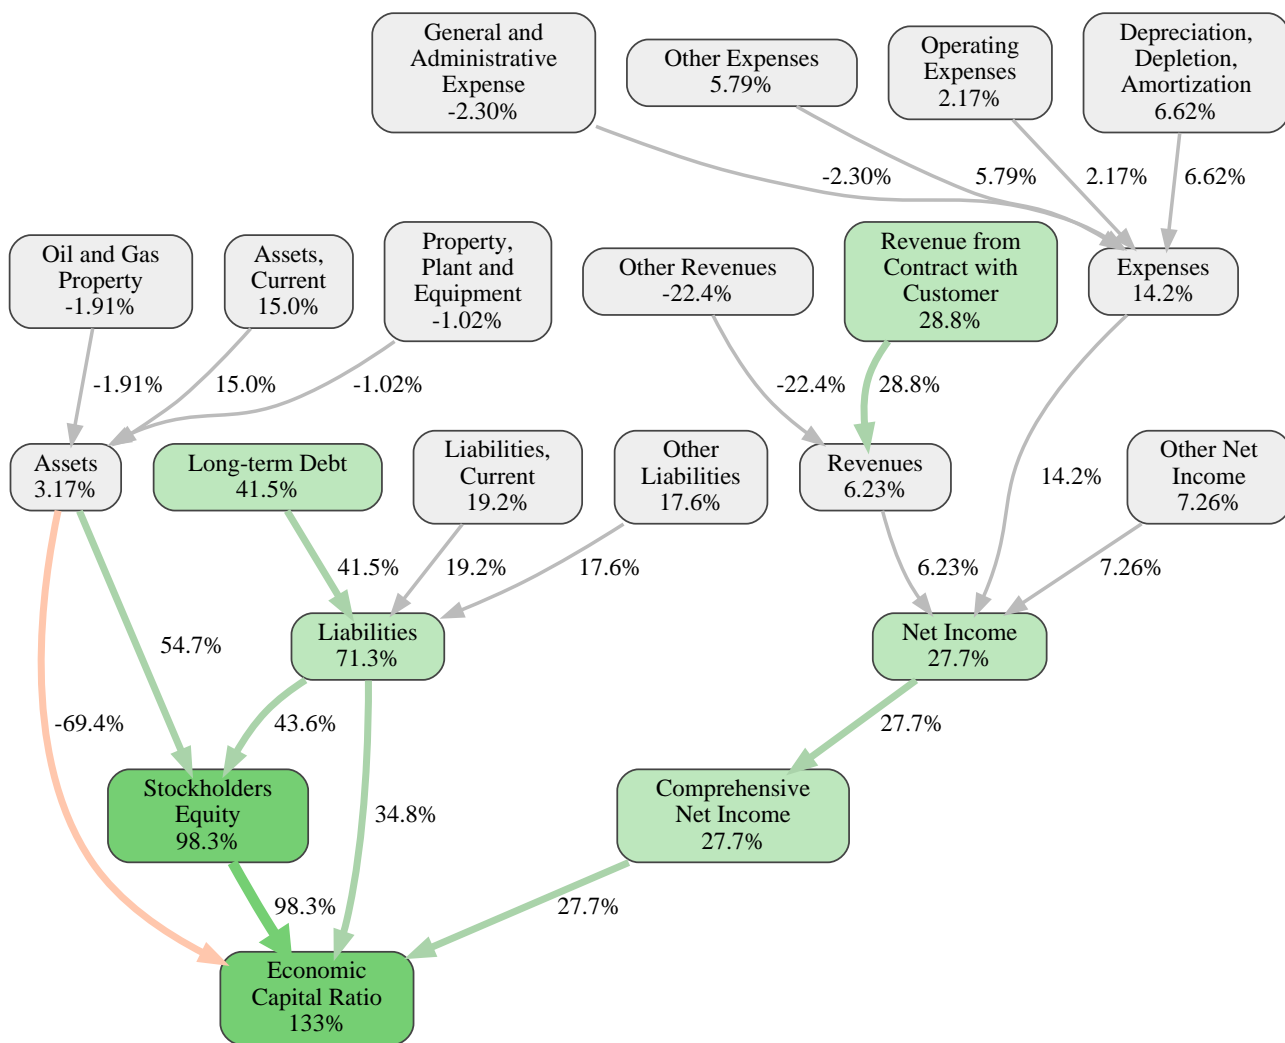 General and
Administrative
Expense
-2.30%
Other Expenses
5.79%
Operating
Expenses
2.17%
Depreciation,
Depletion,
Amortization
6.62%
-2.30%
5.79%
2.17%
6.62%
Oil and Gas
Property
-1.91%
Assets,
Current
15.0%
Property,
Plant and
Equipment
-1.02%
Other Revenues
-22.4%
Revenue from
Contract with
Customer
28.8%
Expenses
14.2%
-1.91%
15.0%
-1.02%
-22.4%
28.8%
Assets
3.17%
Long-term Debt
41.5%
Liabilities,
Current
19.2%
Other
Liabilities
17.6%
Revenues
6.23%
14.2%
Other Net
Income
7.26%
41.5%
19.2%
17.6%
6.23%
7.26%
54.7%
Liabilities
71.3%
Net Income
27.7%
-69.4%
43.6%
27.7%
Stockholders
Equity
98.3%
34.8%
Comprehensive
Net Income
27.7%
98.3%
27.7%
Economic
Capital Ratio
133%